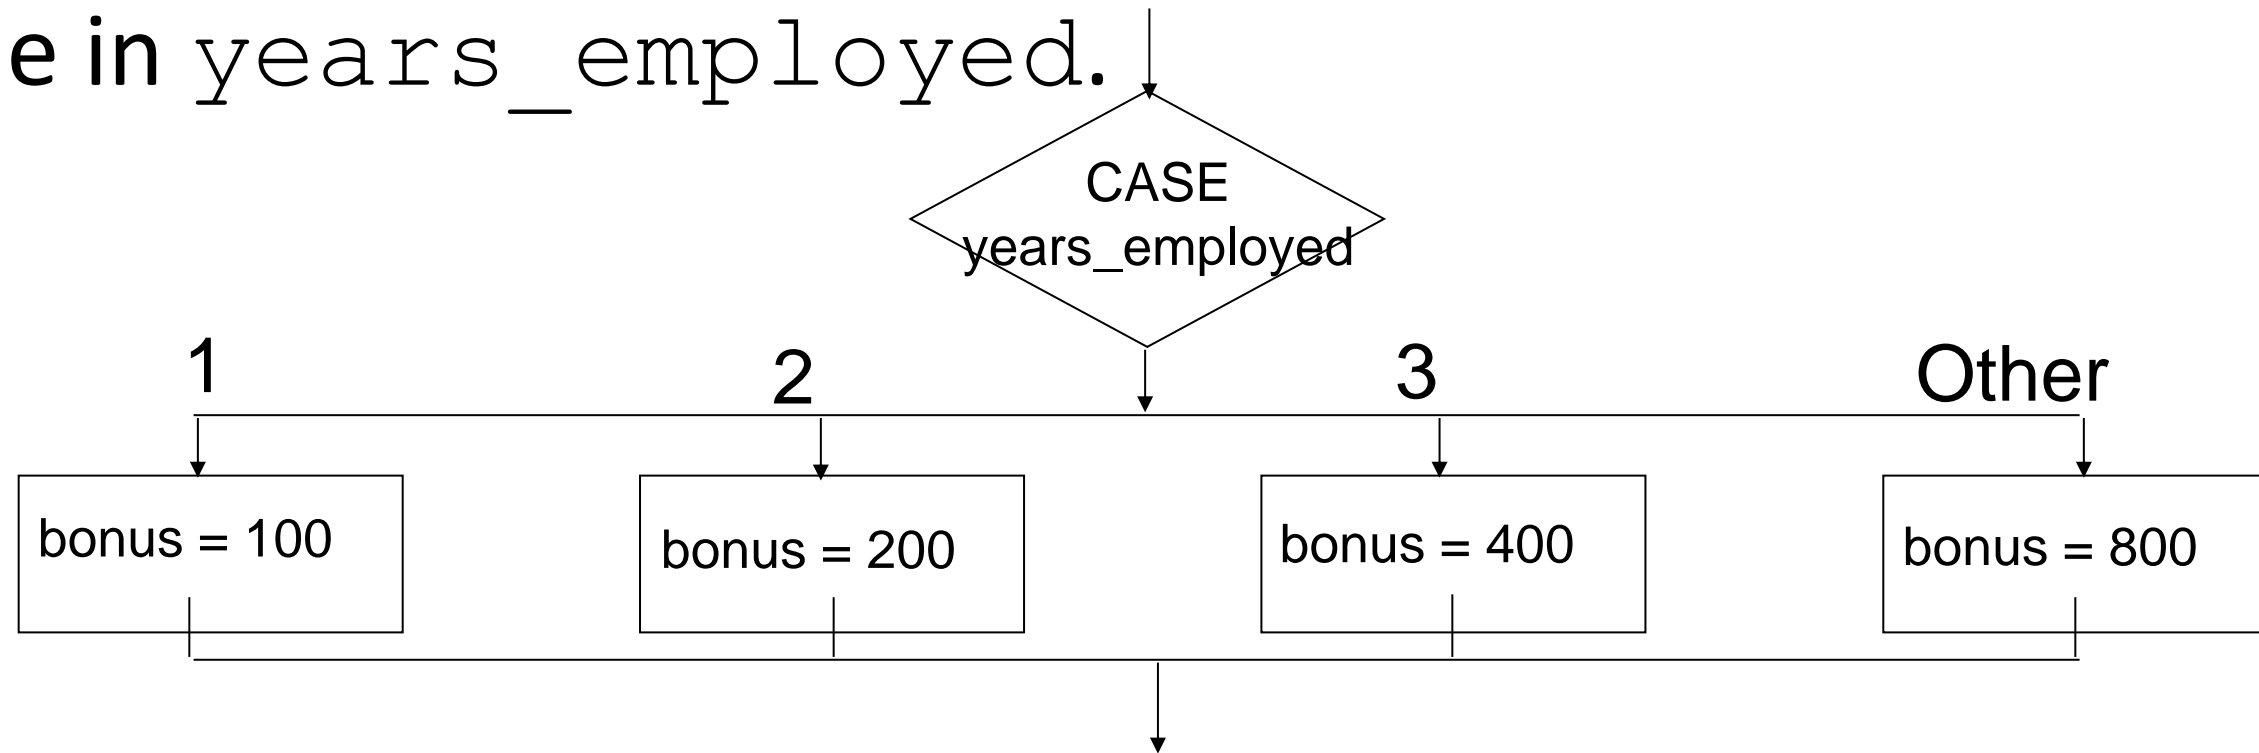 e in years_employed.
CASE
years_employed
1
2
3
Other
bonus = 100
bonus = 200
bonus = 400
bonus = 800